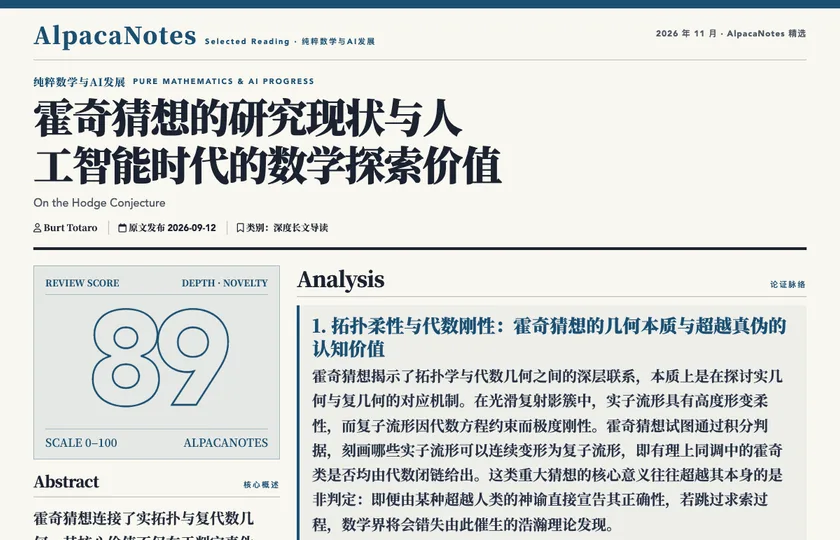 AlpacaNotes Selected Reading · 纯粹数学与AI发展
2026 年 11 月 · AlpacaNotes 精选
纯粹数学与AI发展 PURE MATHEMATICS & AI PROGRESS
霍奇猜想的研究现状与人
工智能时代的数学探索价值
On the Hodge Conjecture
Burt Totaro 原文发布 2026-09-12 类别：深度长文导读
REVIEW SCORE DEPTH · NOVELTY
89
SCALE 0–100 ALPACANOTES
Abstract 核心概述
霍奇猜想连接了实拓扑与复代数几
Analysis 论证脉络
1. 拓扑柔性与代数刚性：霍奇猜想的几何本质与超越真伪的
认知价值
霍奇猜想揭示了拓扑学与代数几何之间的深层联系，本质上是在探讨实几
何与复几何的对应机制。在光滑复射影簇中，实子流形具有高度形变柔
性，而复子流形因代数方程约束而极度刚性。霍奇猜想试图通过积分判
据，刻画哪些实子流形可以连续变形为复子流形，即有理上同调中的霍奇
类是否均由代数闭链给出。这类重大猜想的核心意义往往超越其本身的是
非判定：即便由某种超越人类的神谕直接宣告其正确性，若跳过求索过
程，数学界将会错失由此催生的浩瀚理论发现。